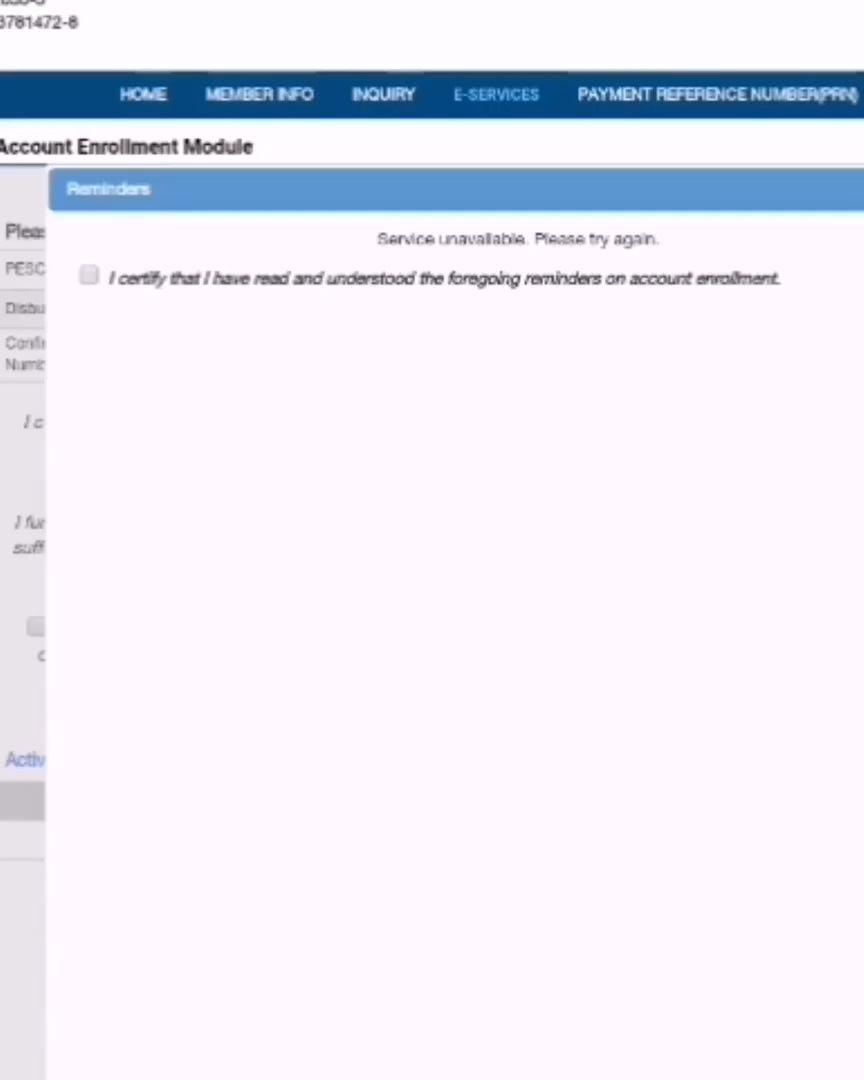 3781472-8
HOME MEMBER INFO INQUIRY E-SERVICES PAYMENT REFERENCE NUMBER(PRN)
Account Enrollment Module
Reminders
Service unavailable. Please try again.
I certify that I have read and understood the foregoing reminders on account enrollment.
Pleas
PESC
Disbu
Confir
Numb
I c
I fur
suff
Activ